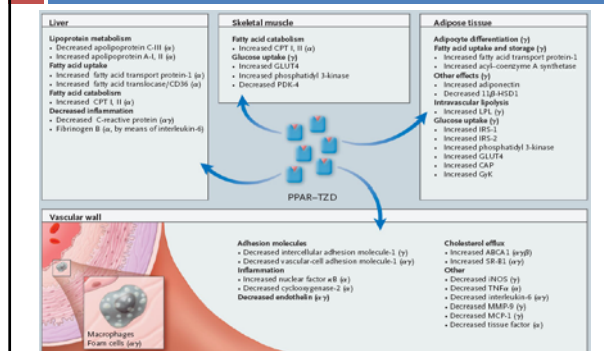 Liver
Lipoprotein metabolism
• Decreased apolipoprotein C-III (α)
• Increased apolipoprotein A-I, II (α)
Fatty acid uptake
• Increased fatty acid transport protein-1 (α)
• Increased fatty acid translocase/CD36 (α)
Fatty acid catabolism
• Increased CPT I, II (α)
Decreased inflammation
• Decreased C-reactive protein (αγ)
• Fibrinogen B (α, by means of interleukin-6)
Skeletal muscle
Fatty acid catabolism
• Increased CPT I, II (α)
Glucose uptake (γ)
• Increased GLUT4
• Increased phosphatidyl 3-kinase
• Decreased PDK-4
Adipose tissue
Adipocyte differentiation (γ)
Fatty acid uptake and storage (γ)
• Increased fatty acid transport protein-1
• Increased acyl–coenzyme A synthetase
Other effects (γ)
• Increased adiponectin
• Decreased 11β-HSD1
Intravascular lipolysis
• Increased LPL (γ)
Glucose uptake (γ)
• Increased IRS-1
• Increased IRS-2
• Increased phosphatidyl 3-kinase
• Increased GLUT4
• Increased CAP
• Increased GyK
PPAR–TZD
Vascular wall
Macrophages
Foam cells (αγ)
Adhesion molecules
• Decreased intercellular adhesion molecule-1 (γ)
• Decreased vascular-cell adhesion molecule-1 (αγ)
Inflammation
• Increased nuclear factor κB (α)
• Decreased cyclooxygenase-2 (α)
Decreased endothelin (αγ)
Cholesterol efflux
• Increased ABCA1 (αγβ)
• Increased SR-B1 (αγ)
Other
• Decreased iNOS (γ)
• Decreased TNFα (α)
• Decreased interleukin-6 (αγ)
• Decreased MMP-9 (γ)
• Decreased MCP-1 (γ)
• Decreased tissue factor (α)